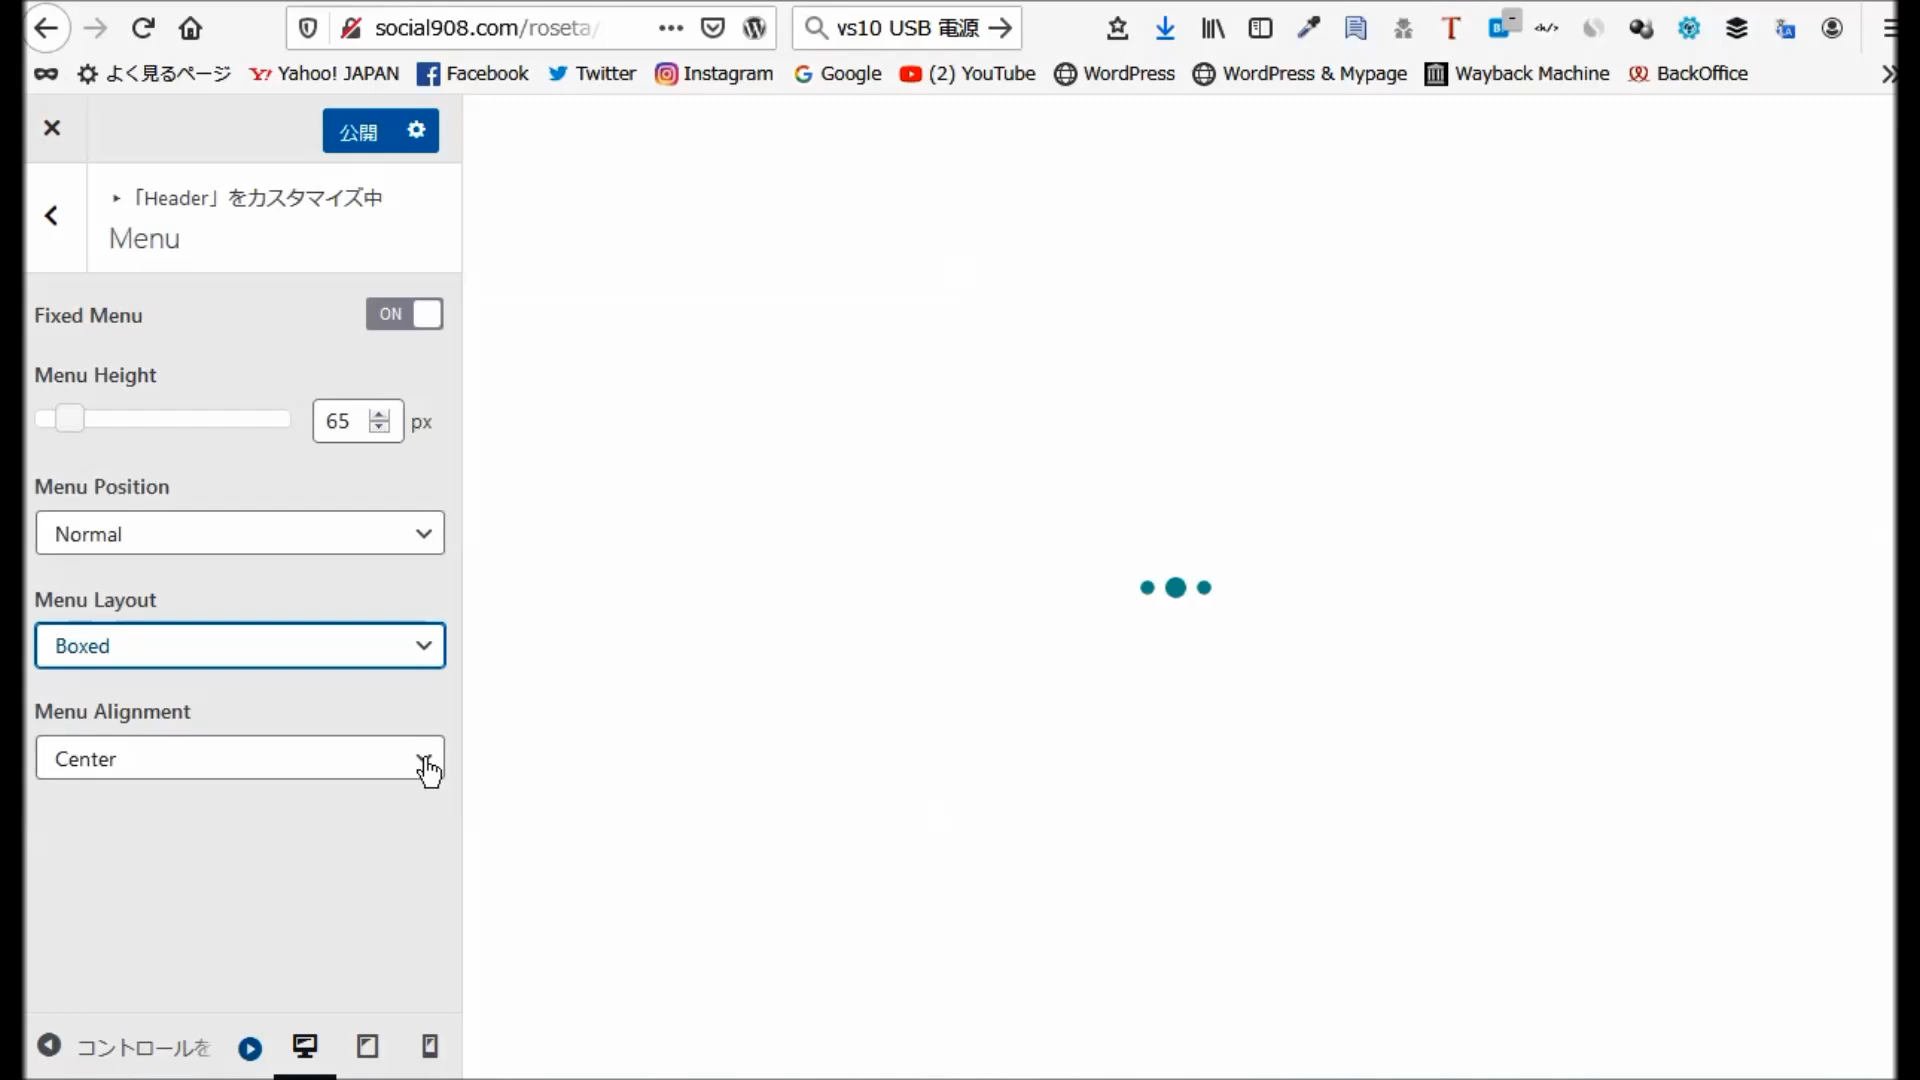 social908.com/roseta/
vs10 USB 電源
よく見るページ
Yahoo! JAPAN
Facebook
Twitter
Instagram
Google
(2) YouTube
WordPress
WordPress & Mypage
Wayback Machine
BackOffice
公開
「Header」をカスタマイズ中
Menu
Fixed Menu
ON
Menu Height
65
px
Menu Position
Normal
Menu Layout
Boxed
Menu Alignment
Center
コントロールを